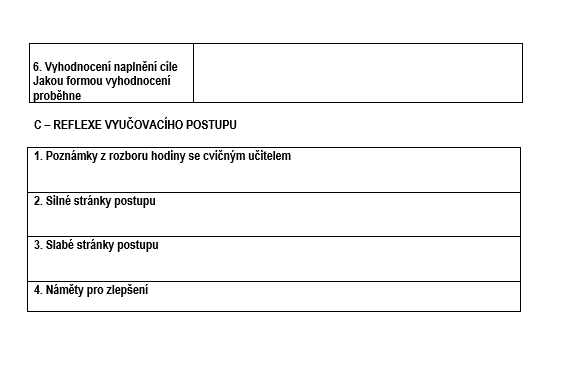 6. Vyhodnocení naplnění cíle
Jakou formou vyhodnocení
proběhne
C – REFLEXE VYUČOVACÍHO POSTUPU
1. Poznámky z rozboru hodiny se cvičným učitelem
2. Silné stránky postupu
3. Slabé stránky postupu
4. Náměty pro zlepšení